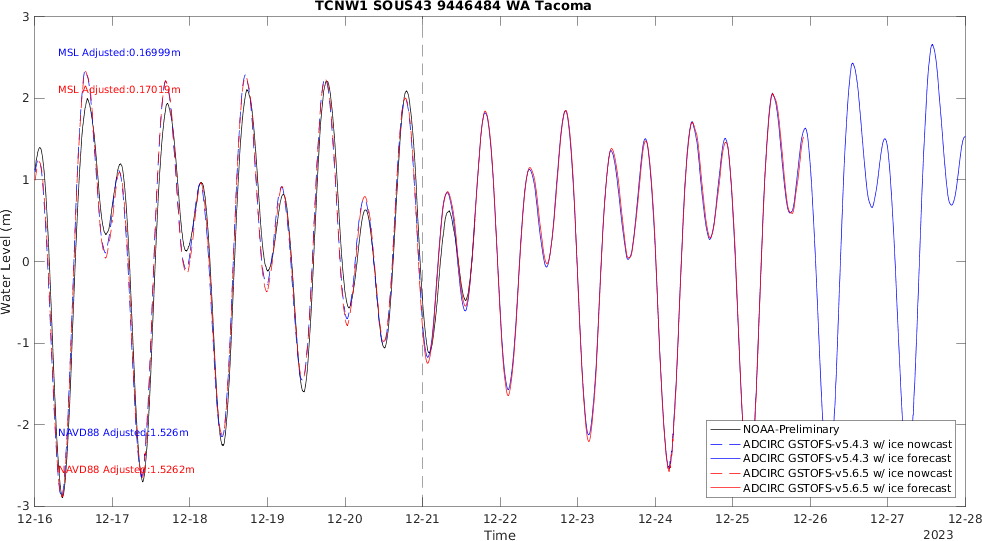 TCNW1 SOUS43 9446484 WA Tacoma
3
2
1
0
-1
-2
-3
Water Level (m)
MSL Adjusted:0.16999m
MSL Adjusted:0.17019m
NAVD88 Adjusted:1.526m
NAVD88 Adjusted:1.5262m
NOAA-Preliminary
ADCIRC GSTOFS-v5.4.3 w/ ice nowcast
ADCIRC GSTOFS-v5.4.3 w/ ice forecast
ADCIRC GSTOFS-v5.6.5 w/ ice nowcast
ADCIRC GSTOFS-v5.6.5 w/ ice forecast
12-16 12-17 12-18 12-19 12-20 12-21 12-22 12-23 12-24 12-25 12-26 12-27 12-28
Time
2023